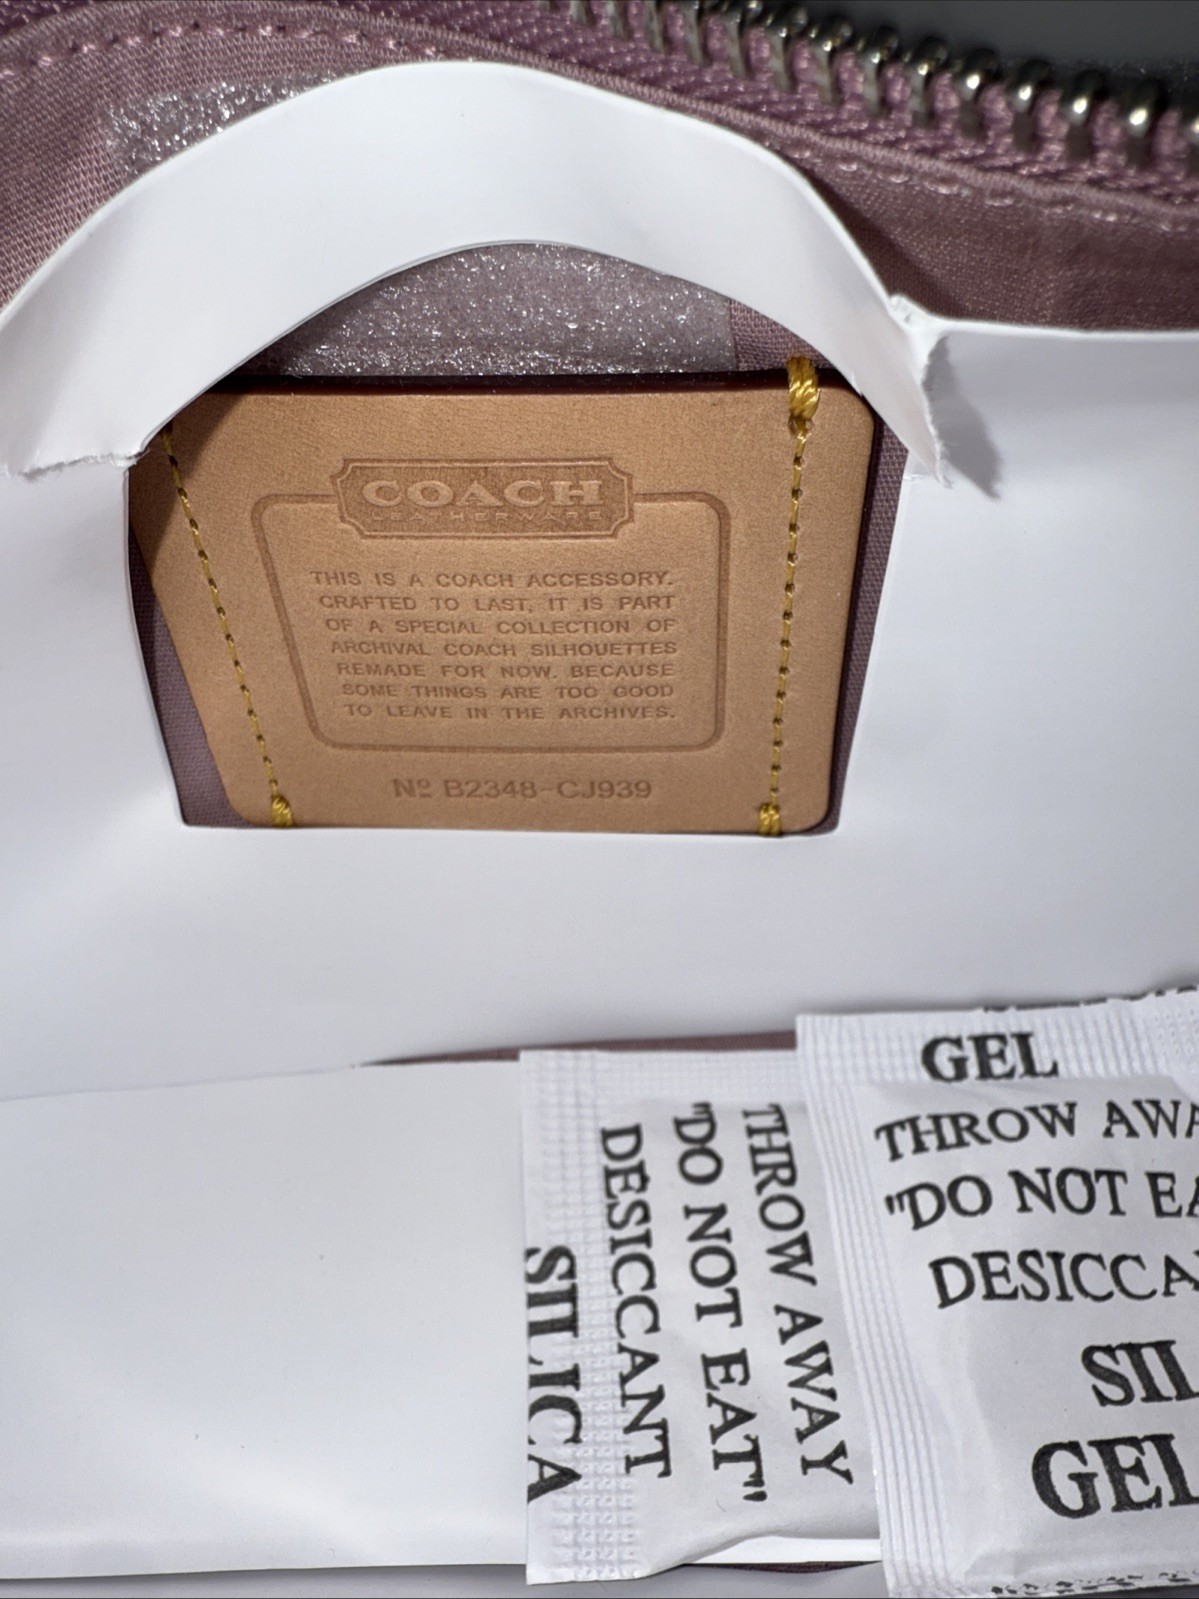 COACH
LEATHERWARE
THIS IS A COACH ACCESSORY.
CRAFTED TO LAST, IT IS PART
OF A SPECIAL COLLECTION OF
ARCHIVAL COACH SILHOUETTES
REMADE FOR NOW. BECAUSE
SOME THINGS ARE TOO GOOD
TO LEAVE IN THE ARCHIVES.
Nº B2348-CJ939
THROW AWAY
"DO NOT EAT"
DESICCANT
SILICA
GEL
THROW AWA
"DO NOT EA
DESICCA
SIL
GEL